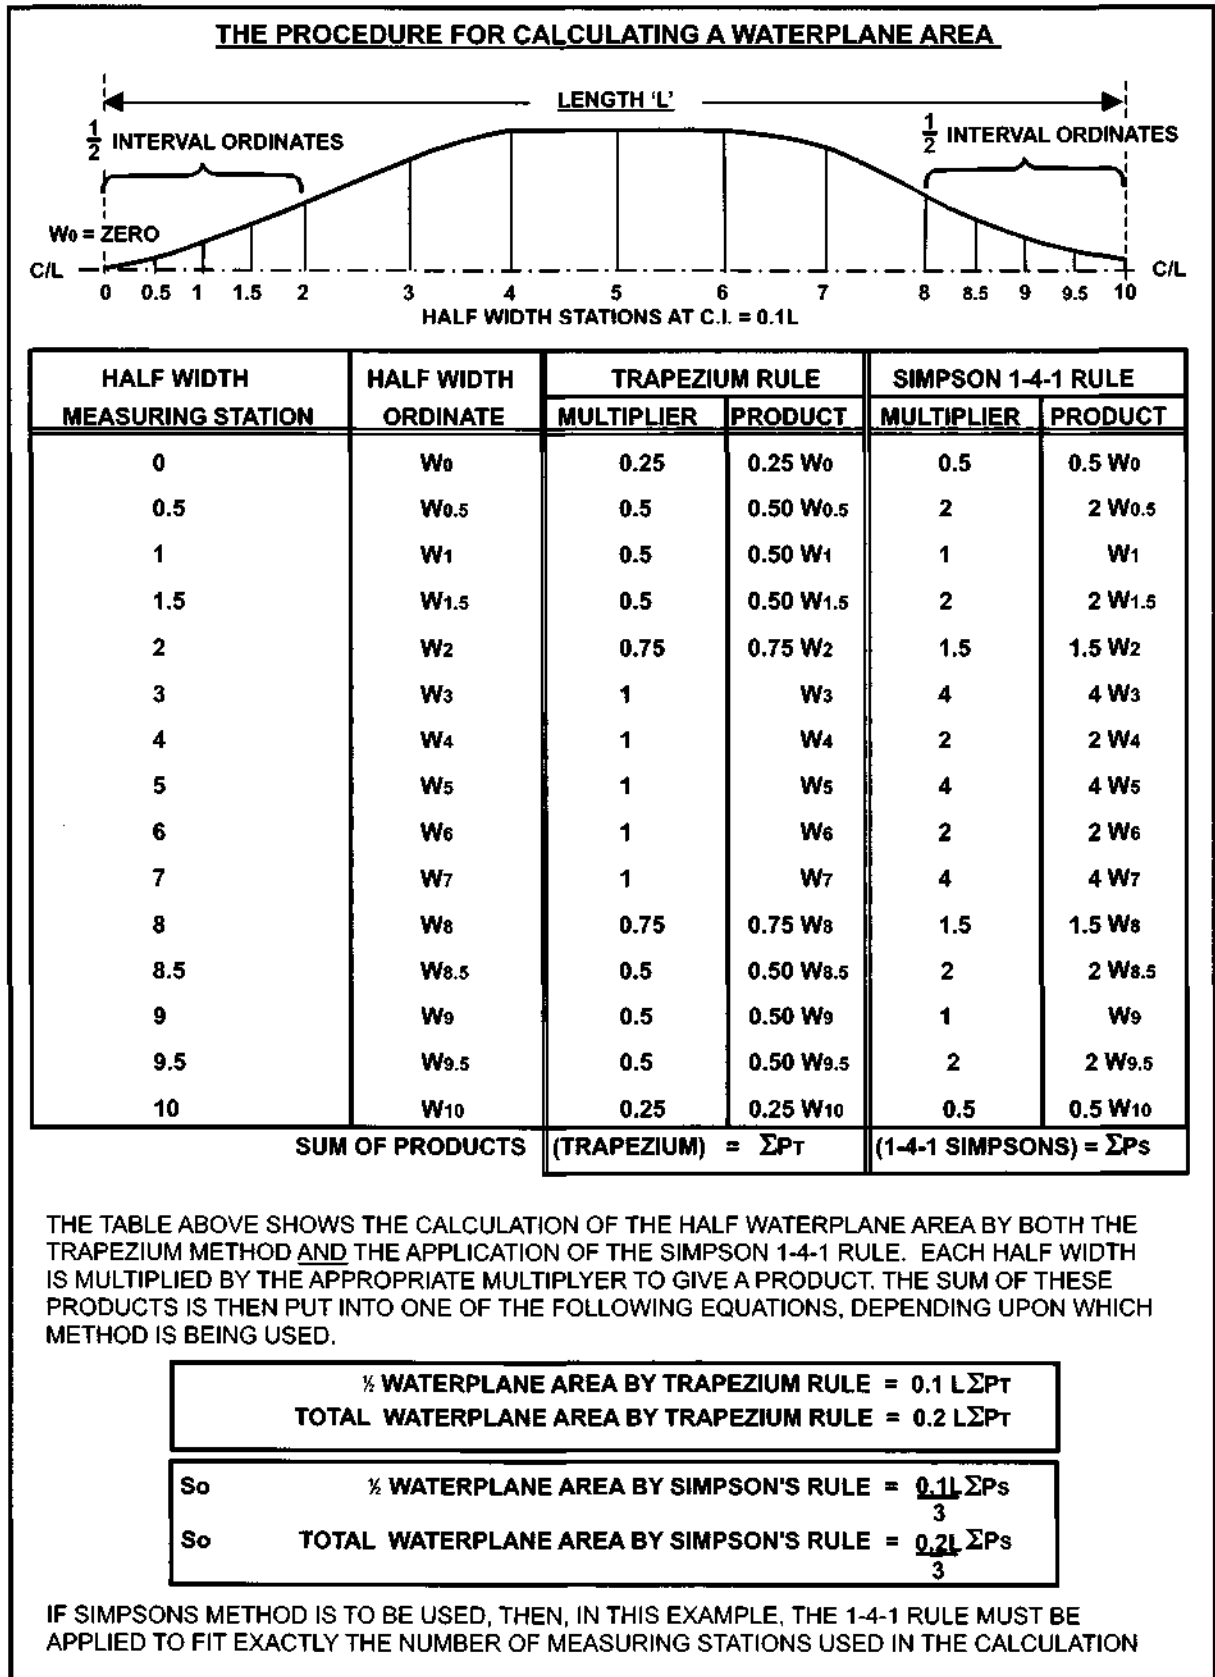 THE PROCEDURE FOR CALCULATING A WATERPLANE AREA
LENGTH 'L'
½ INTERVAL ORDINATES
½ INTERVAL ORDINATES
W0 = ZERO
C/L
C/L
0 0.5 1 1.5 2 3 4 5 6 7 8 8.5 9 9.5 10
HALF WIDTH STATIONS AT C.I. = 0.1L
HALF WIDTH HALF WIDTH TRAPEZIUM RULE SIMPSON 1-4-1 RULE
MEASURING STATION ORDINATE MULTIPLIER PRODUCT MULTIPLIER PRODUCT
0 W0 0.25 0.25 W0 0.5 0.5 W0
0.5 W0.5 0.5 0.50 W0.5 2 2 W0.5
1 W1 0.5 0.50 W1 1 W1
1.5 W1.5 0.5 0.50 W1.5 2 2 W1.5
2 W2 0.75 0.75 W2 1.5 1.5 W2
3 W3 1 W3 4 4 W3
4 W4 1 W4 2 2 W4
5 W5 1 W5 4 4 W5
6 W6 1 W6 2 2 W6
7 W7 1 W7 4 4 W7
8 W8 0.75 0.75 W8 1.5 1.5 W8
8.5 W8.5 0.5 0.50 W8.5 2 2 W8.5
9 W9 0.5 0.50 W9 1 W9
9.5 W9.5 0.5 0.50 W9.5 2 2 W9.5
10 W10 0.25 0.25 W10 0.5 0.5 W10
SUM OF PRODUCTS (TRAPEZIUM) = ΣPT (1-4-1 SIMPSONS) = ΣPS
THE TABLE ABOVE SHOWS THE CALCULATION OF THE HALF WATERPLANE AREA BY BOTH THE
TRAPEZIUM METHOD AND THE APPLICATION OF THE SIMPSON 1-4-1 RULE. EACH HALF WIDTH
IS MULTIPLIED BY THE APPROPRIATE MULTIPLYER TO GIVE A PRODUCT. THE SUM OF THESE
PRODUCTS IS THEN PUT INTO ONE OF THE FOLLOWING EQUATIONS, DEPENDING UPON WHICH
METHOD IS BEING USED.
½ WATERPLANE AREA BY TRAPEZIUM RULE = 0.1 LΣPT
TOTAL WATERPLANE AREA BY TRAPEZIUM RULE = 0.2 LΣPT
So ½ WATERPLANE AREA BY SIMPSON'S RULE = 0.1L/3 ΣPS
So TOTAL WATERPLANE AREA BY SIMPSON'S RULE = 0.2L/3 ΣPS
IF SIMPSONS METHOD IS TO BE USED, THEN, IN THIS EXAMPLE, THE 1-4-1 RULE MUST BE
APPLIED TO FIT EXACTLY THE NUMBER OF MEASURING STATIONS USED IN THE CALCULATION